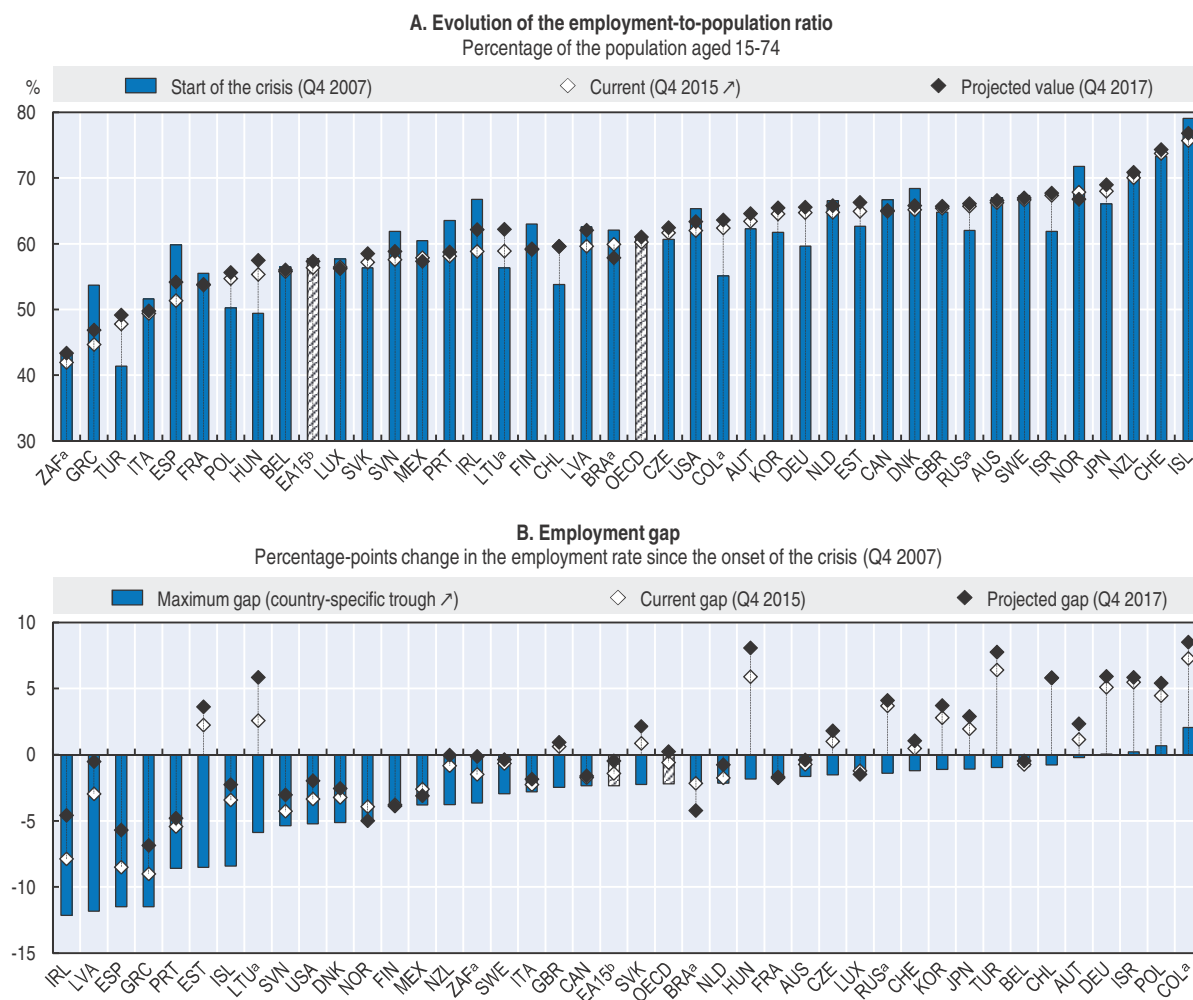 A. Evolution of the employment-to-population ratio
Percentage of the population aged 15-74
% Start of the crisis (Q4 2007) Current (Q4 2015 ↗) Projected value (Q4 2017)
80
70
60
50
40
30
ZAFᵃ GRC TUR ITA ESP FRA POL HUN BEL EA15ᵇ LUX SVK SVN MEX PRT IRL LTUᵃ FIN CHL LVA BRAᵃ OECD CZE USA COLᵃ AUT KOR DEU NLD EST CAN DNK GBR RUSᵃ AUS SWE ISR NOR JPN NZL CHE ISL
B. Employment gap
Percentage-points change in the employment rate since the onset of the crisis (Q4 2007)
Maximum gap (country-specific trough ↗) Current gap (Q4 2015) Projected gap (Q4 2017)
10
5
0
-5
-10
-15
IRL LVA ESP GRC PRT EST ISL LTUᵃ SVN USA DNK NOR FIN MEX NZL ZAFᵃ SWE ITA GBR CAN EA15ᵇ SVK OECD BRAᵃ NLD HUN FRA AUS CZE LUX RUSᵃ CHE KOR JPN TUR BEL CHL AUT DEU ISR POL COLᵃ